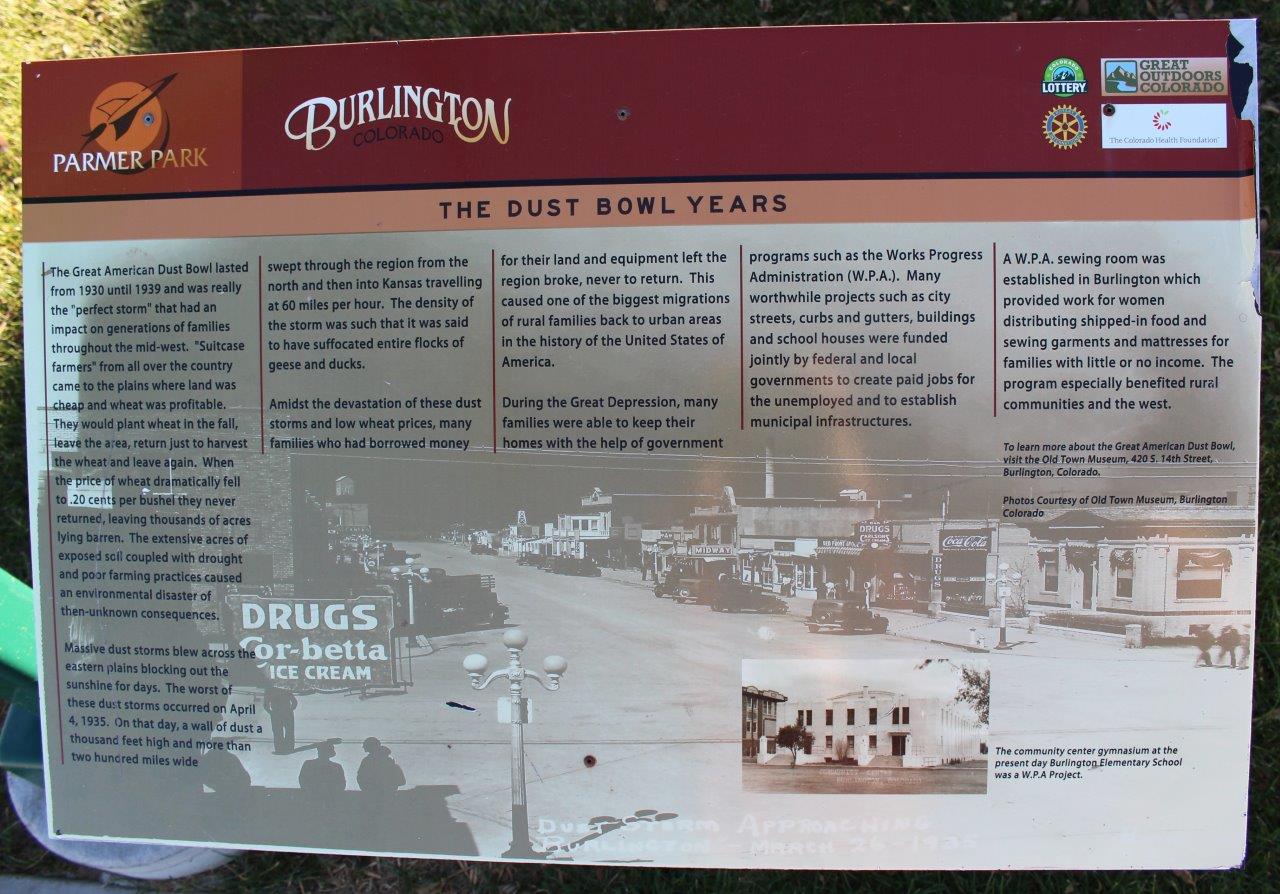 PARMER PARK
BURLINGTON
COLORADO
COLORADO
LOTTERY
GREAT
OUTDOORS
COLORADO
The Colorado Health Foundation
THE DUST BOWL YEARS
The Great American Dust Bowl lasted
from 1930 until 1939 and was really
the "perfect storm" that had an
impact on generations of families
throughout the mid-west. "Suitcase
farmers" from all over the country
came to the plains where land was
cheap and wheat was profitable.
They would plant wheat in the fall,
leave the area, return just to harvest
the wheat and leave again. When
the price of wheat dramatically fell
to .20 cents per bushel they never
returned, leaving thousands of acres
lying barren. The extensive acres of
exposed soil coupled with drought
and poor farming practices caused
an environmental disaster of
then-unknown consequences.
Massive dust storms blew across the
eastern plains blocking out the
sunshine for days. The worst of
these dust storms occurred on April
4, 1935. On that day, a wall of dust a
thousand feet high and more than
two hundred miles wide
swept through the region from the
north and then into Kansas travelling
at 60 miles per hour. The density of
the storm was such that it was said
to have suffocated entire flocks of
geese and ducks.
Amidst the devastation of these dust
storms and low wheat prices, many
families who had borrowed money
for their land and equipment left the
region broke, never to return. This
caused one of the biggest migrations
of rural families back to urban areas
in the history of the United States of
America.
During the Great Depression, many
families were able to keep their
homes with the help of government
programs such as the Works Progress
Administration (W.P.A.). Many
worthwhile projects such as city
streets, curbs and gutters, buildings
and school houses were funded
jointly by federal and local
governments to create paid jobs for
the unemployed and to establish
municipal infrastructures.
A W.P.A. sewing room was
established in Burlington which
provided work for women
distributing shipped-in food and
sewing garments and mattresses for
families with little or no income. The
program especially benefited rural
communities and the west.
To learn more about the Great American Dust Bowl,
visit the Old Town Museum, 420 S. 14th Street,
Burlington, Colorado.
Photos Courtesy of Old Town Museum, Burlington
Colorado
DRUGS
Cor-betta
ICE CREAM
MIDWAY
DRUGS
CARLSONS
Coca-Cola
DRUGS
COMMUNITY CENTER
BURLINGTON, COLORADO
The community center gymnasium at the
present day Burlington Elementary School
was a W.P.A Project.
DUST STORM APPROACHING
BURLINGTON - MARCH 26-1935